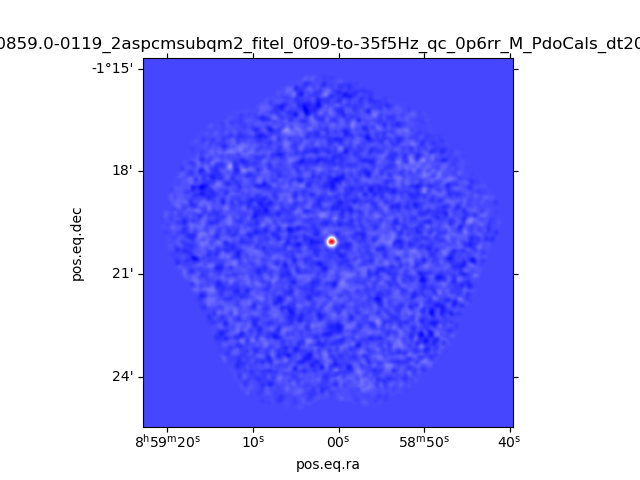 0859.0-0119_2aspcmsubqm2_fitel_0f09-to-35f5Hz_qc_0p6rr_M_PdoCals_dt20
-1°15'
18'
21'
24'
pos.eq.dec
8ʰ59ᵐ20ˢ 10ˢ 00ˢ 58ᵐ50ˢ 40ˢ
pos.eq.ra